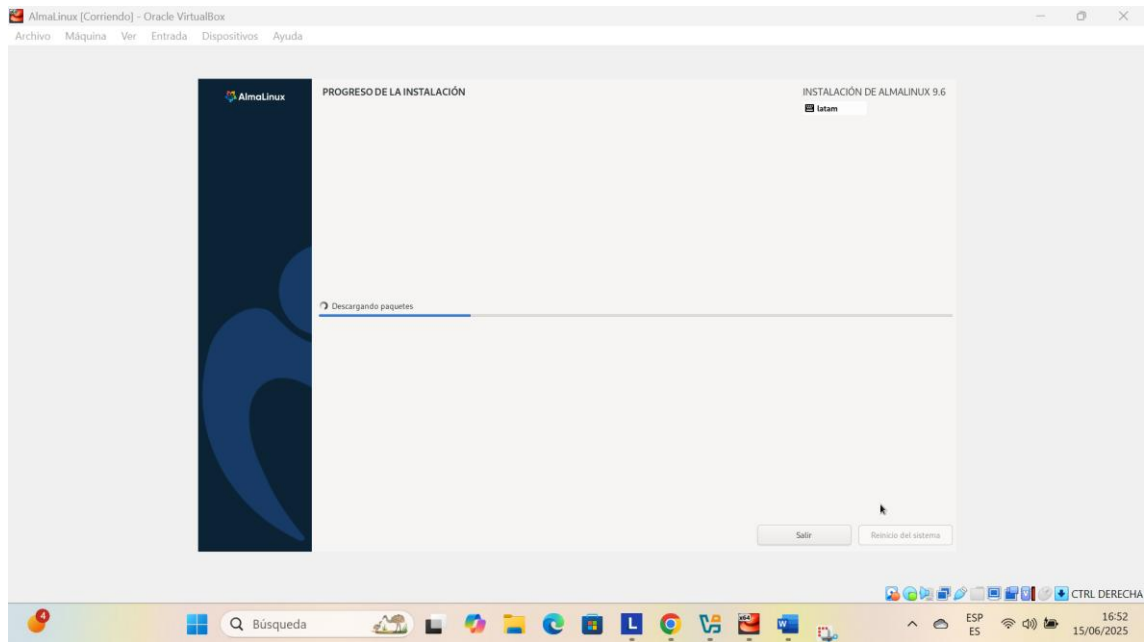 AlmaLinux [Corriendo] - Oracle VirtualBox
Archivo Máquina Ver Entrada Dispositivos Ayuda
AlmaLinux
PROGRESO DE LA INSTALACIÓN
INSTALACIÓN DE ALMALINUX 9.6
latam
Descargando paquetes
Salir
Reinicio del sistema
CTRL DERECHA
4
Búsqueda
L
W
ESP
ES
16:52
15/06/2025